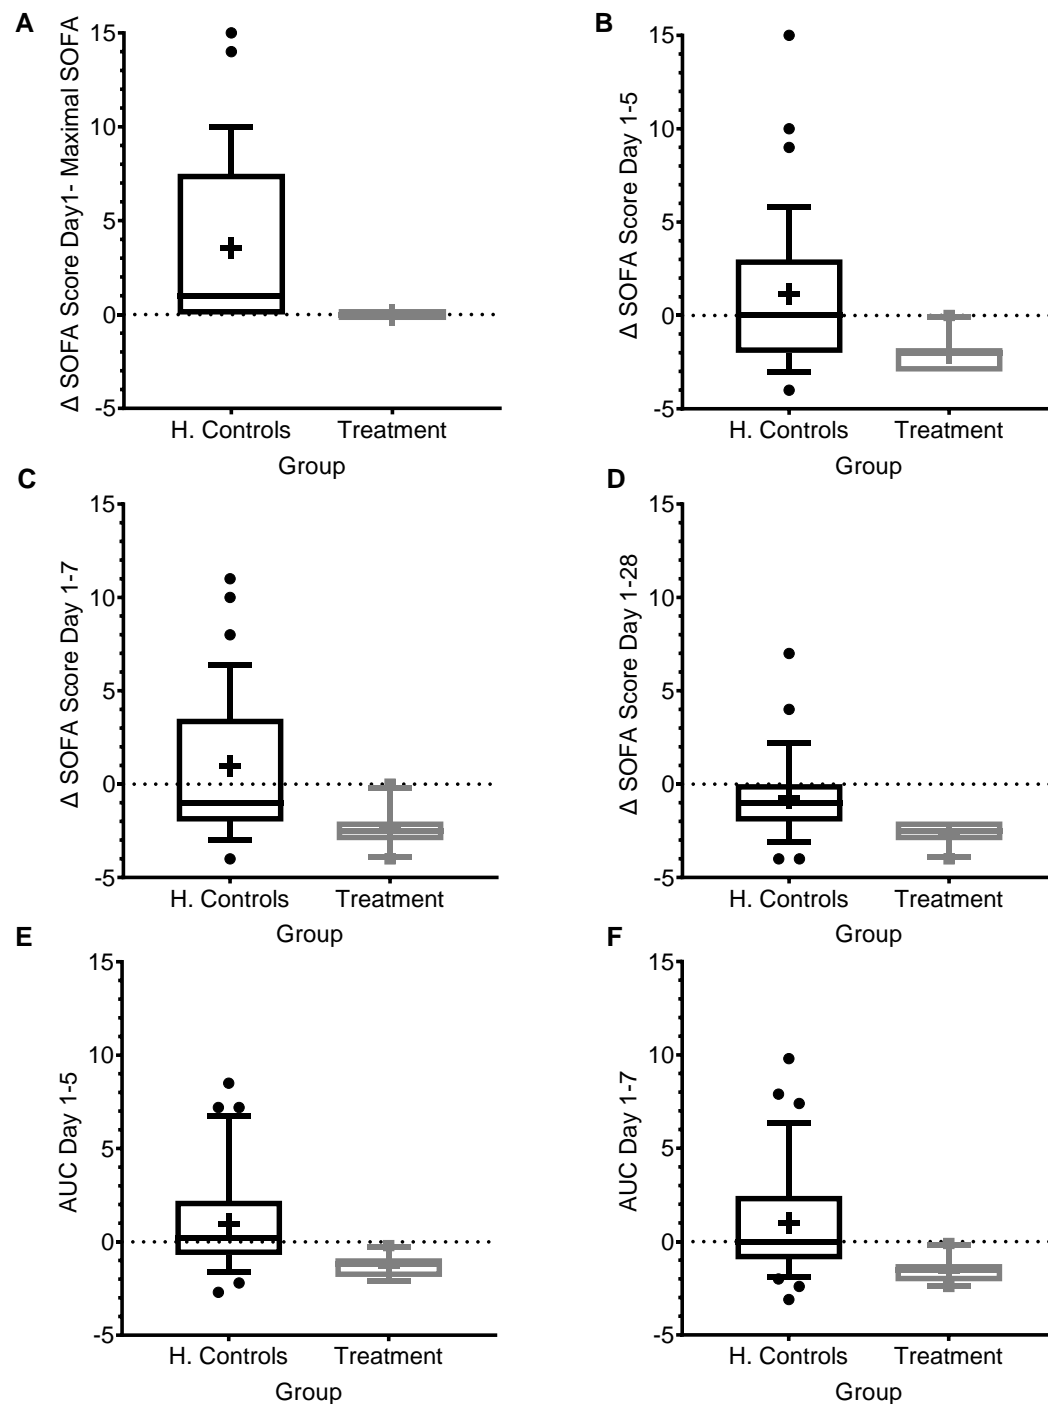 A
Δ SOFA Score Day1- Maximal SOFA
15
10
5
0
-5
H. Controls
Treatment
Group
B
Δ SOFA Score Day 1-5
15
10
5
0
-5
H. Controls
Treatment
Group
C
Δ SOFA Score Day 1-7
15
10
5
0
-5
H. Controls
Treatment
Group
D
Δ SOFA Score Day 1-28
15
10
5
0
-5
H. Controls
Treatment
Group
E
AUC Day 1-5
15
10
5
0
-5
H. Controls
Treatment
Group
F
AUC Day 1-7
15
10
5
0
-5
H. Controls
Treatment
Group